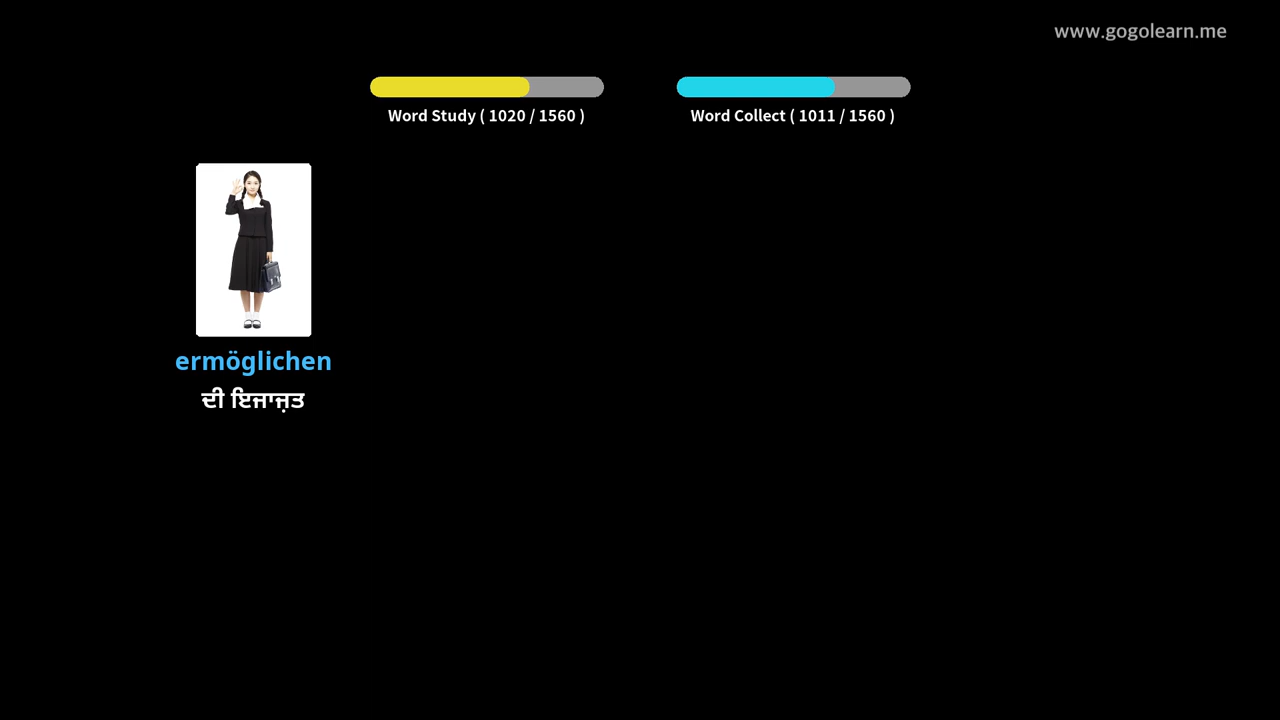 www.gogolearn.me
Word Study ( 1020 / 1560 )
Word Collect ( 1011 / 1560 )
ermöglichen
ਦੀ ਇਜਾਜ਼ਤ